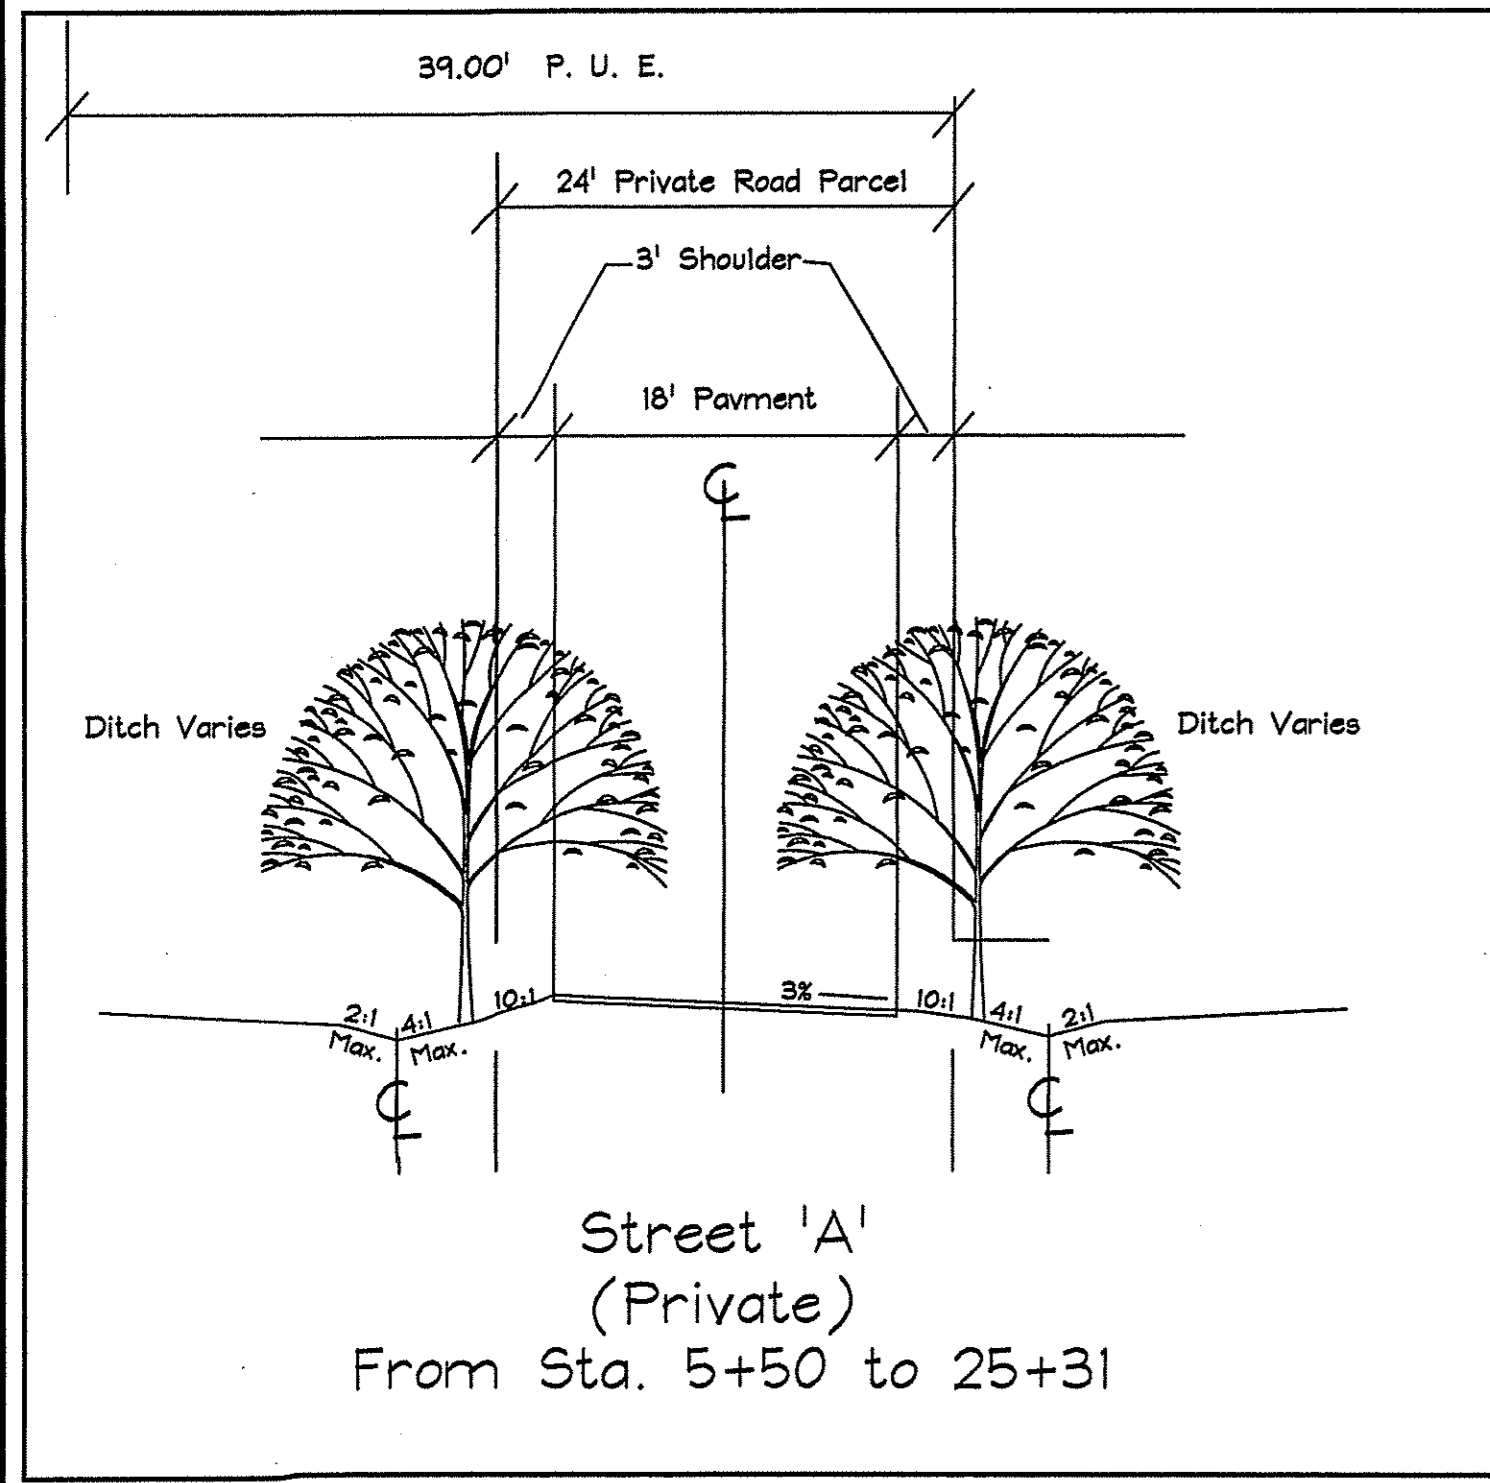 39.00' P. U. E.
24' Private Road Parcel
3' Shoulder
18' Pavment
℄
Ditch Varies
Ditch Varies
2:1 Max.
4:1 Max.
10:1
3%
10:1
4:1 Max.
2:1 Max.
℄
℄
Street 'A'
(Private)
From Sta. 5+50 to 25+31